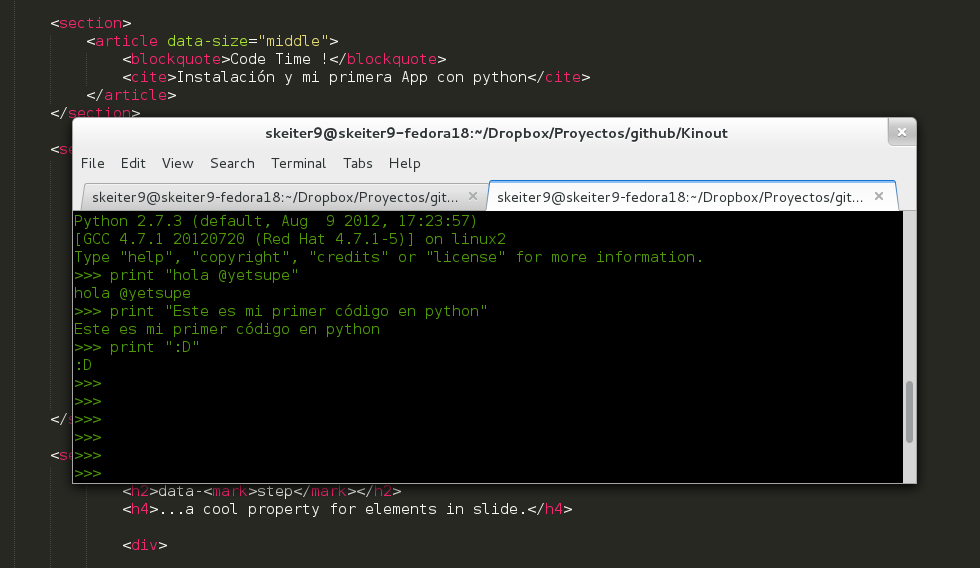 <section>
<article data-size="middle">
<blockquote>Code Time !</blockquote>
<cite>Instalación y mi primera App con python</cite>
</article>
</section>
<se
skeiter9@skeiter9-fedora18:~/Dropbox/Proyectos/github/Kinout
File Edit View Search Terminal Tabs Help
skeiter9@skeiter9-fedora18:~/Dropbox/Proyectos/git... skeiter9@skeiter9-fedora18:~/Dropbox/Proyectos/git...
Python 2.7.3 (default, Aug  9 2012, 17:23:57)
[GCC 4.7.1 20120720 (Red Hat 4.7.1-5)] on linux2
Type "help", "copyright", "credits" or "license" for more information.
>>> print "hola @yetsupe"
hola @yetsupe
>>> print "Este es mi primer código en python"
Este es mi primer código en python
>>> print ":D"
:D
>>>
>>>
</s
>>>
>>>
<se
>>>
>>>
<h2>data-<mark>step</mark></h2>
<h4>...a cool property for elements in slide.</h4>
<div>